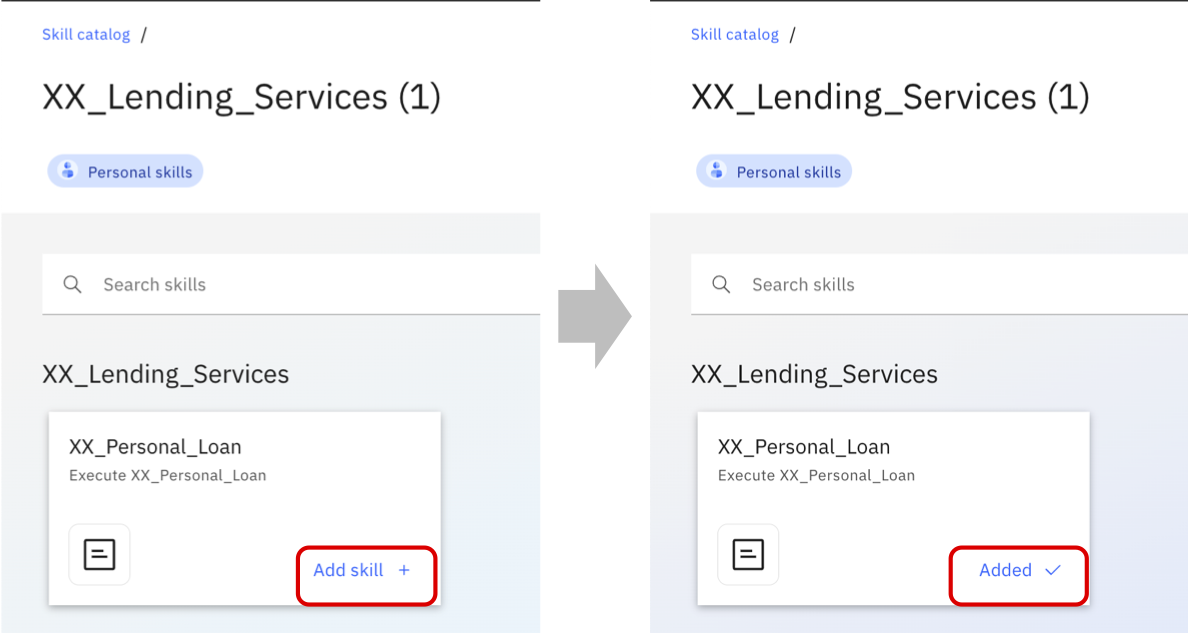 Skill catalog /
XX_Lending_Services (1)
Personal skills
Search skills
XX_Lending_Services
XX_Personal_Loan
Execute XX_Personal_Loan
Add skill +
Skill catalog /
XX_Lending_Services (1)
Personal skills
Search skills
XX_Lending_Services
XX_Personal_Loan
Execute XX_Personal_Loan
Added ✓